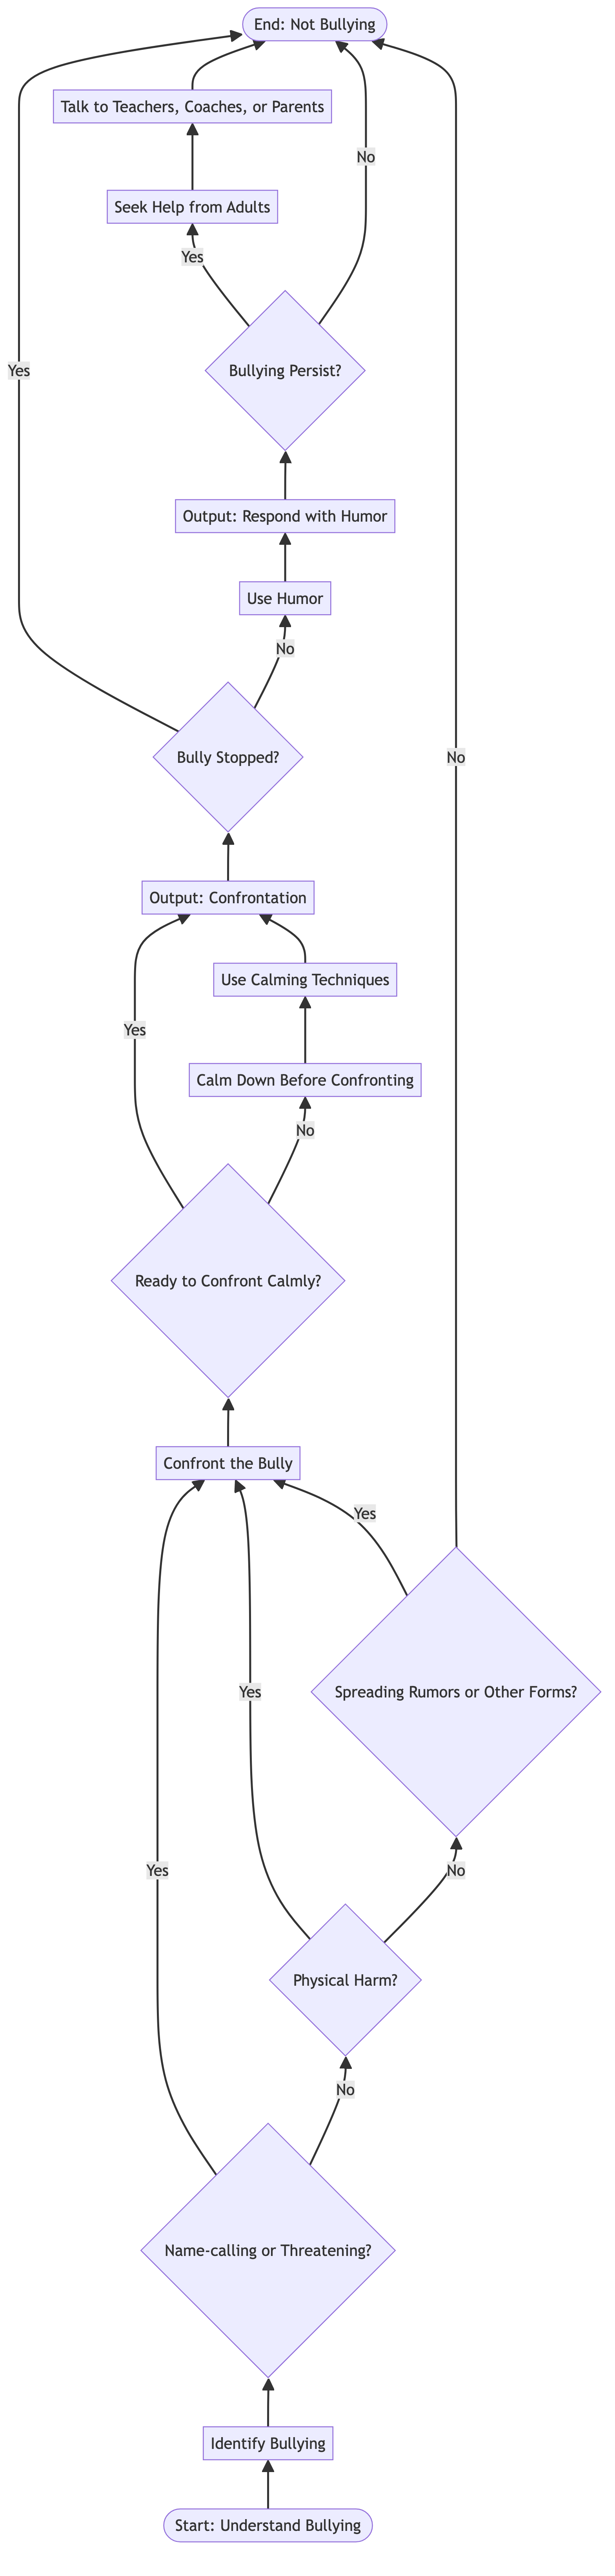 End: Not Bullying
Talk to Teachers, Coaches, or Parents
No
Seek Help from Adults
Yes
Bullying Persist?
Yes
Output: Respond with Humor
Use Humor
No
Bully Stopped?
No
Output: Confrontation
Use Calming Techniques
Yes
Calm Down Before Confronting
No
Ready to Confront Calmly?
Confront the Bully
Yes
Yes
Spreading Rumors or Other Forms?
Yes
No
Physical Harm?
No
Name-calling or Threatening?
Identify Bullying
Start: Understand Bullying